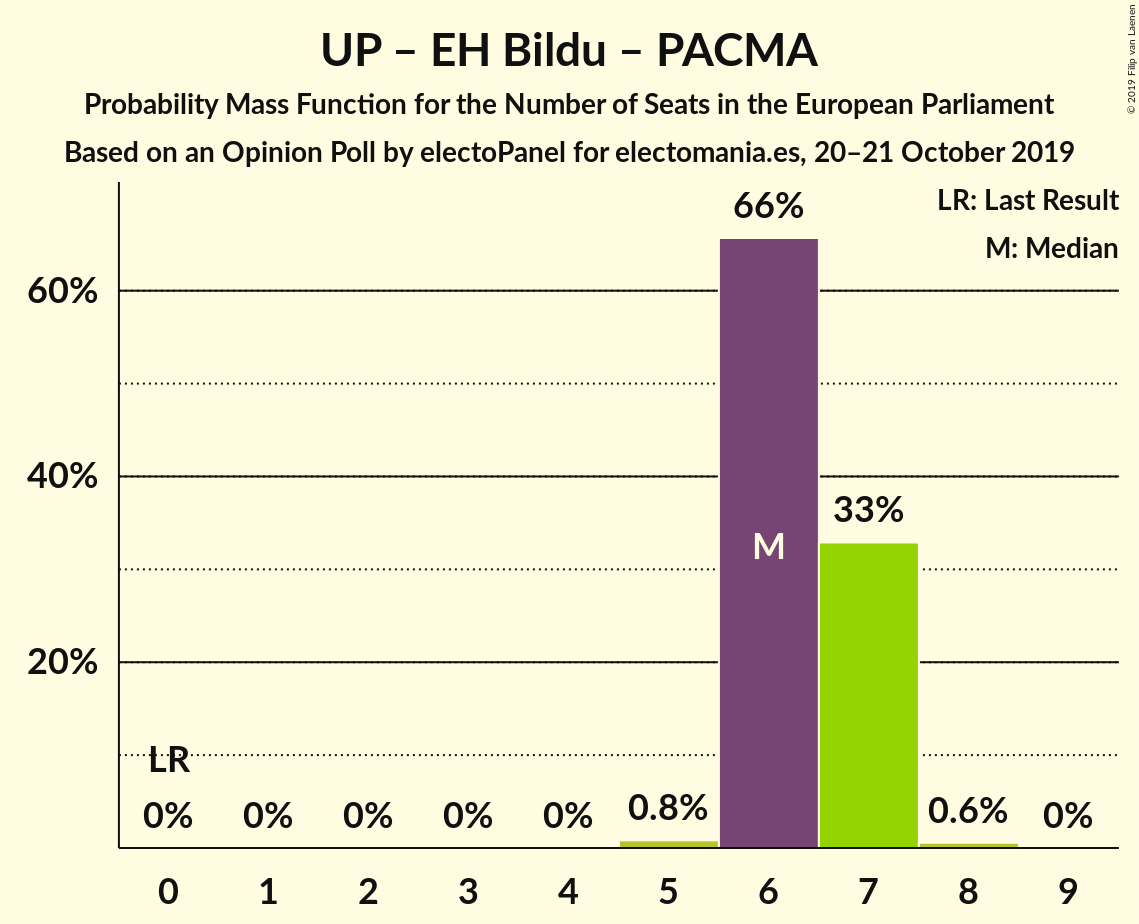 UP – EH Bildu – PACMA
Probability Mass Function for the Number of Seats in the European Parliament
Based on an Opinion Poll by electoPanel for electomania.es, 20–21 October 2019
© 2019 Filip van Laenen
LR: Last Result
M: Median
66%
60%
40%
33%
M
20%
LR
0% 0% 0% 0% 0% 0.8% 0.6% 0%
0 1 2 3 4 5 6 7 8 9